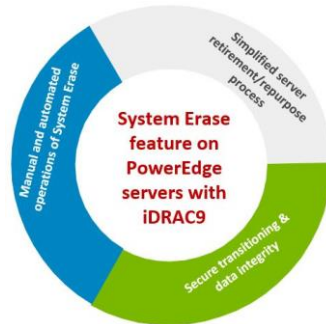 Simplified server
retirement/repurpose
process
Manual and automated
operations of System Erase
System Erase
feature on
PowerEdge
servers with
iDRAC9
Secure transitioning &
data integrity